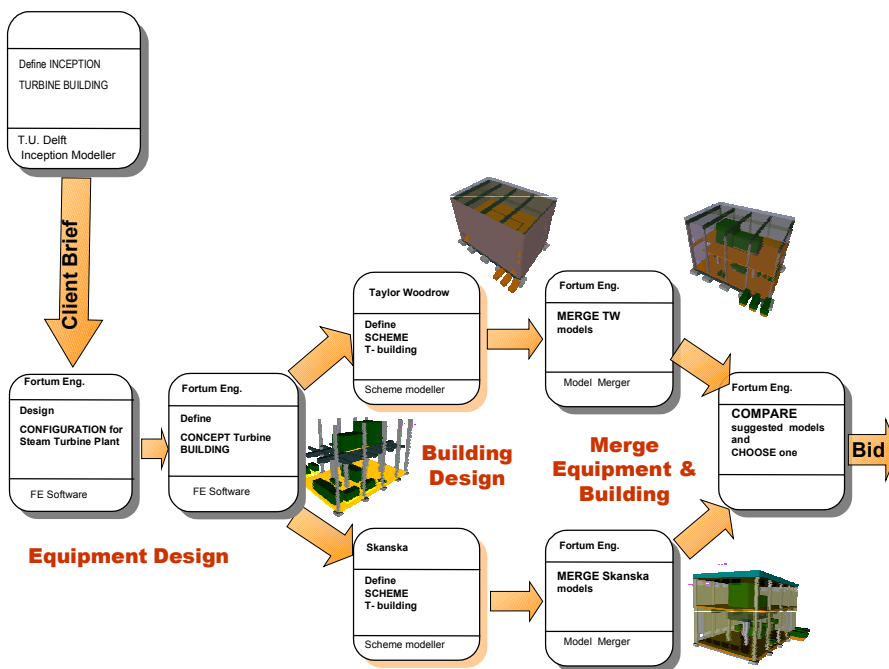 Define INCEPTION
TURBINE BUILDING
T.U. Delft
Inception Modeller
Client Brief
Fortum Eng.
Design
CONFIGURATION for
Steam Turbine Plant
FE Software
Fortum Eng.
Define
CONCEPT Turbine
BUILDING
FE Software
Equipment Design
Taylor Woodrow
Define
SCHEME
T- building
Scheme modeller
Building
Design
Skanska
Define
SCHEME
T- building
Scheme modeller
Fortum Eng.
MERGE TW
models
Model Merger
Merge
Equipment &
Building
Fortum Eng.
MERGE Skanska
models
Model Merger
Fortum Eng.
COMPARE
suggested models
and
CHOOSE one
Bid